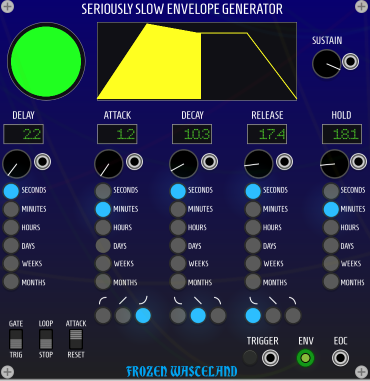 SERIOUSLY SLOW ENVELOPE GENERATOR
SUSTAIN
DELAY ATTACK DECAY RELEASE HOLD
2.2 1.2 10.3 17.4 18.1
SECONDS SECONDS SECONDS SECONDS SECONDS
MINUTES MINUTES MINUTES MINUTES MINUTES
HOURS HOURS HOURS HOURS HOURS
DAYS DAYS DAYS DAYS DAYS
WEEKS WEEKS WEEKS WEEKS WEEKS
MONTHS MONTHS MONTHS MONTHS MONTHS
GATE LOOP ATTACK
TRIG STOP RESET
TRIGGER ENV EOC
FROZEN WASTELAND